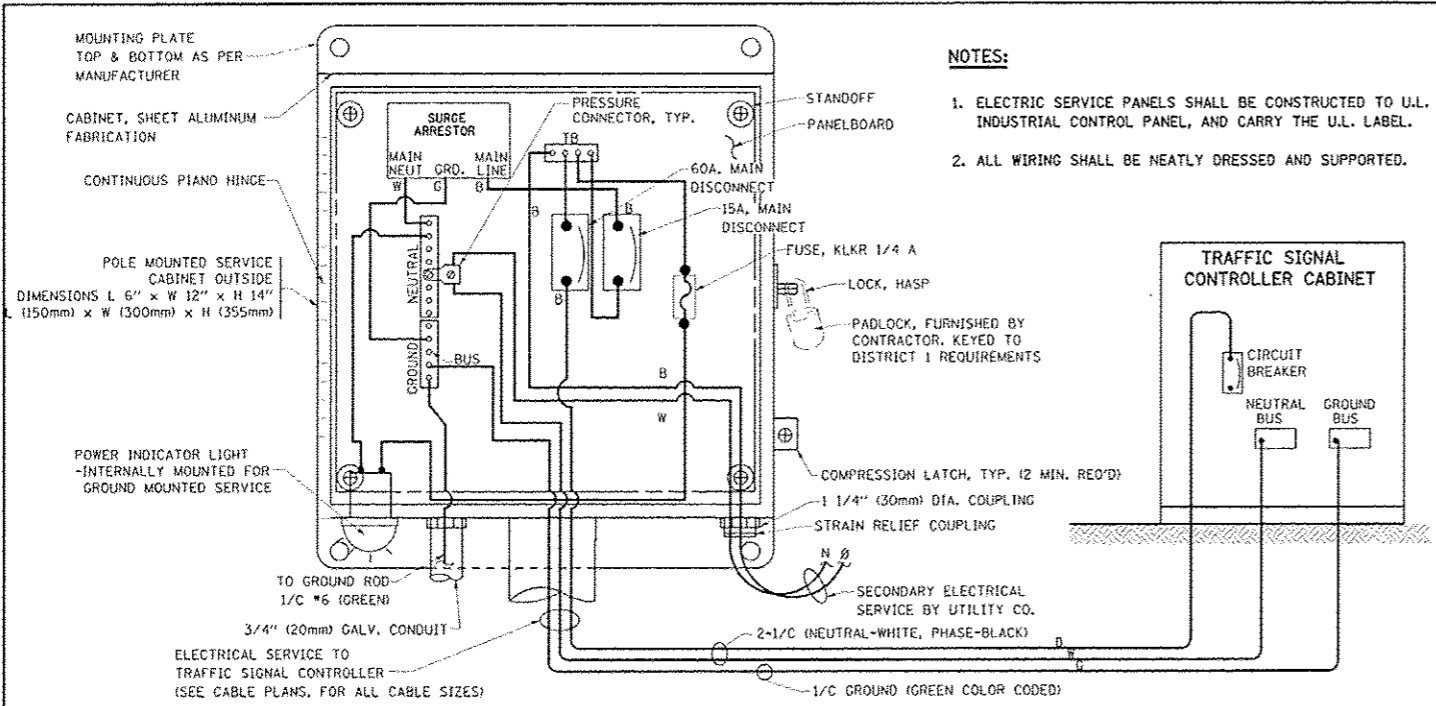 MOUNTING PLATE
TOP & BOTTOM AS PER
MANUFACTURER
CABINET, SHEET ALUMINUM
FABRICATION
CONTINUOUS PIANO HINGE
POLE MOUNTED SERVICE
CABINET OUTSIDE
DIMENSIONS L 6" x W 12" x H 14"
L (150mm) x W (300mm) x H (355mm)
POWER INDICATOR LIGHT
-INTERNALLY MOUNTED FOR
GROUND MOUNTED SERVICE
SURGE
ARRESTOR
MAIN
NEUT
GRD.
MAIN
LINE
W
G
B
PRESSURE
CONNECTOR, TYP.
TB
NEUTRAL
GROUND
BUS
B
B
B
B
W
STANDOFF
PANELBOARD
60A. MAIN
DISCONNECT
15A, MAIN
DISCONNECT
FUSE, KLKR 1/4 A
LOCK, HASP
PADLOCK, FURNISHED BY
CONTRACTOR. KEYED TO
DISTRICT 1 REQUIREMENTS
COMPRESSION LATCH, TYP. (2 MIN. REQ'D)
1 1/4" (30mm) DIA. COUPLING
STRAIN RELIEF COUPLING
N Ø
SECONDARY ELECTRICAL
SERVICE BY UTILITY CO.
TO GROUND ROD
1/C #6 (GREEN)
3/4" (20mm) GALV. CONDUIT
ELECTRICAL SERVICE TO
TRAFFIC SIGNAL CONTROLLER
(SEE CABLE PLANS, FOR ALL CABLE SIZES)
2-1/C (NEUTRAL-WHITE, PHASE-BLACK)
B
W
G
1/C GROUND (GREEN COLOR CODED)
NOTES:
1. ELECTRIC SERVICE PANELS SHALL BE CONSTRUCTED TO U.L.
INDUSTRIAL CONTROL PANEL, AND CARRY THE U.L. LABEL.
2. ALL WIRING SHALL BE NEATLY DRESSED AND SUPPORTED.
TRAFFIC SIGNAL
CONTROLLER CABINET
CIRCUIT
BREAKER
NEUTRAL
BUS
GROUND
BUS